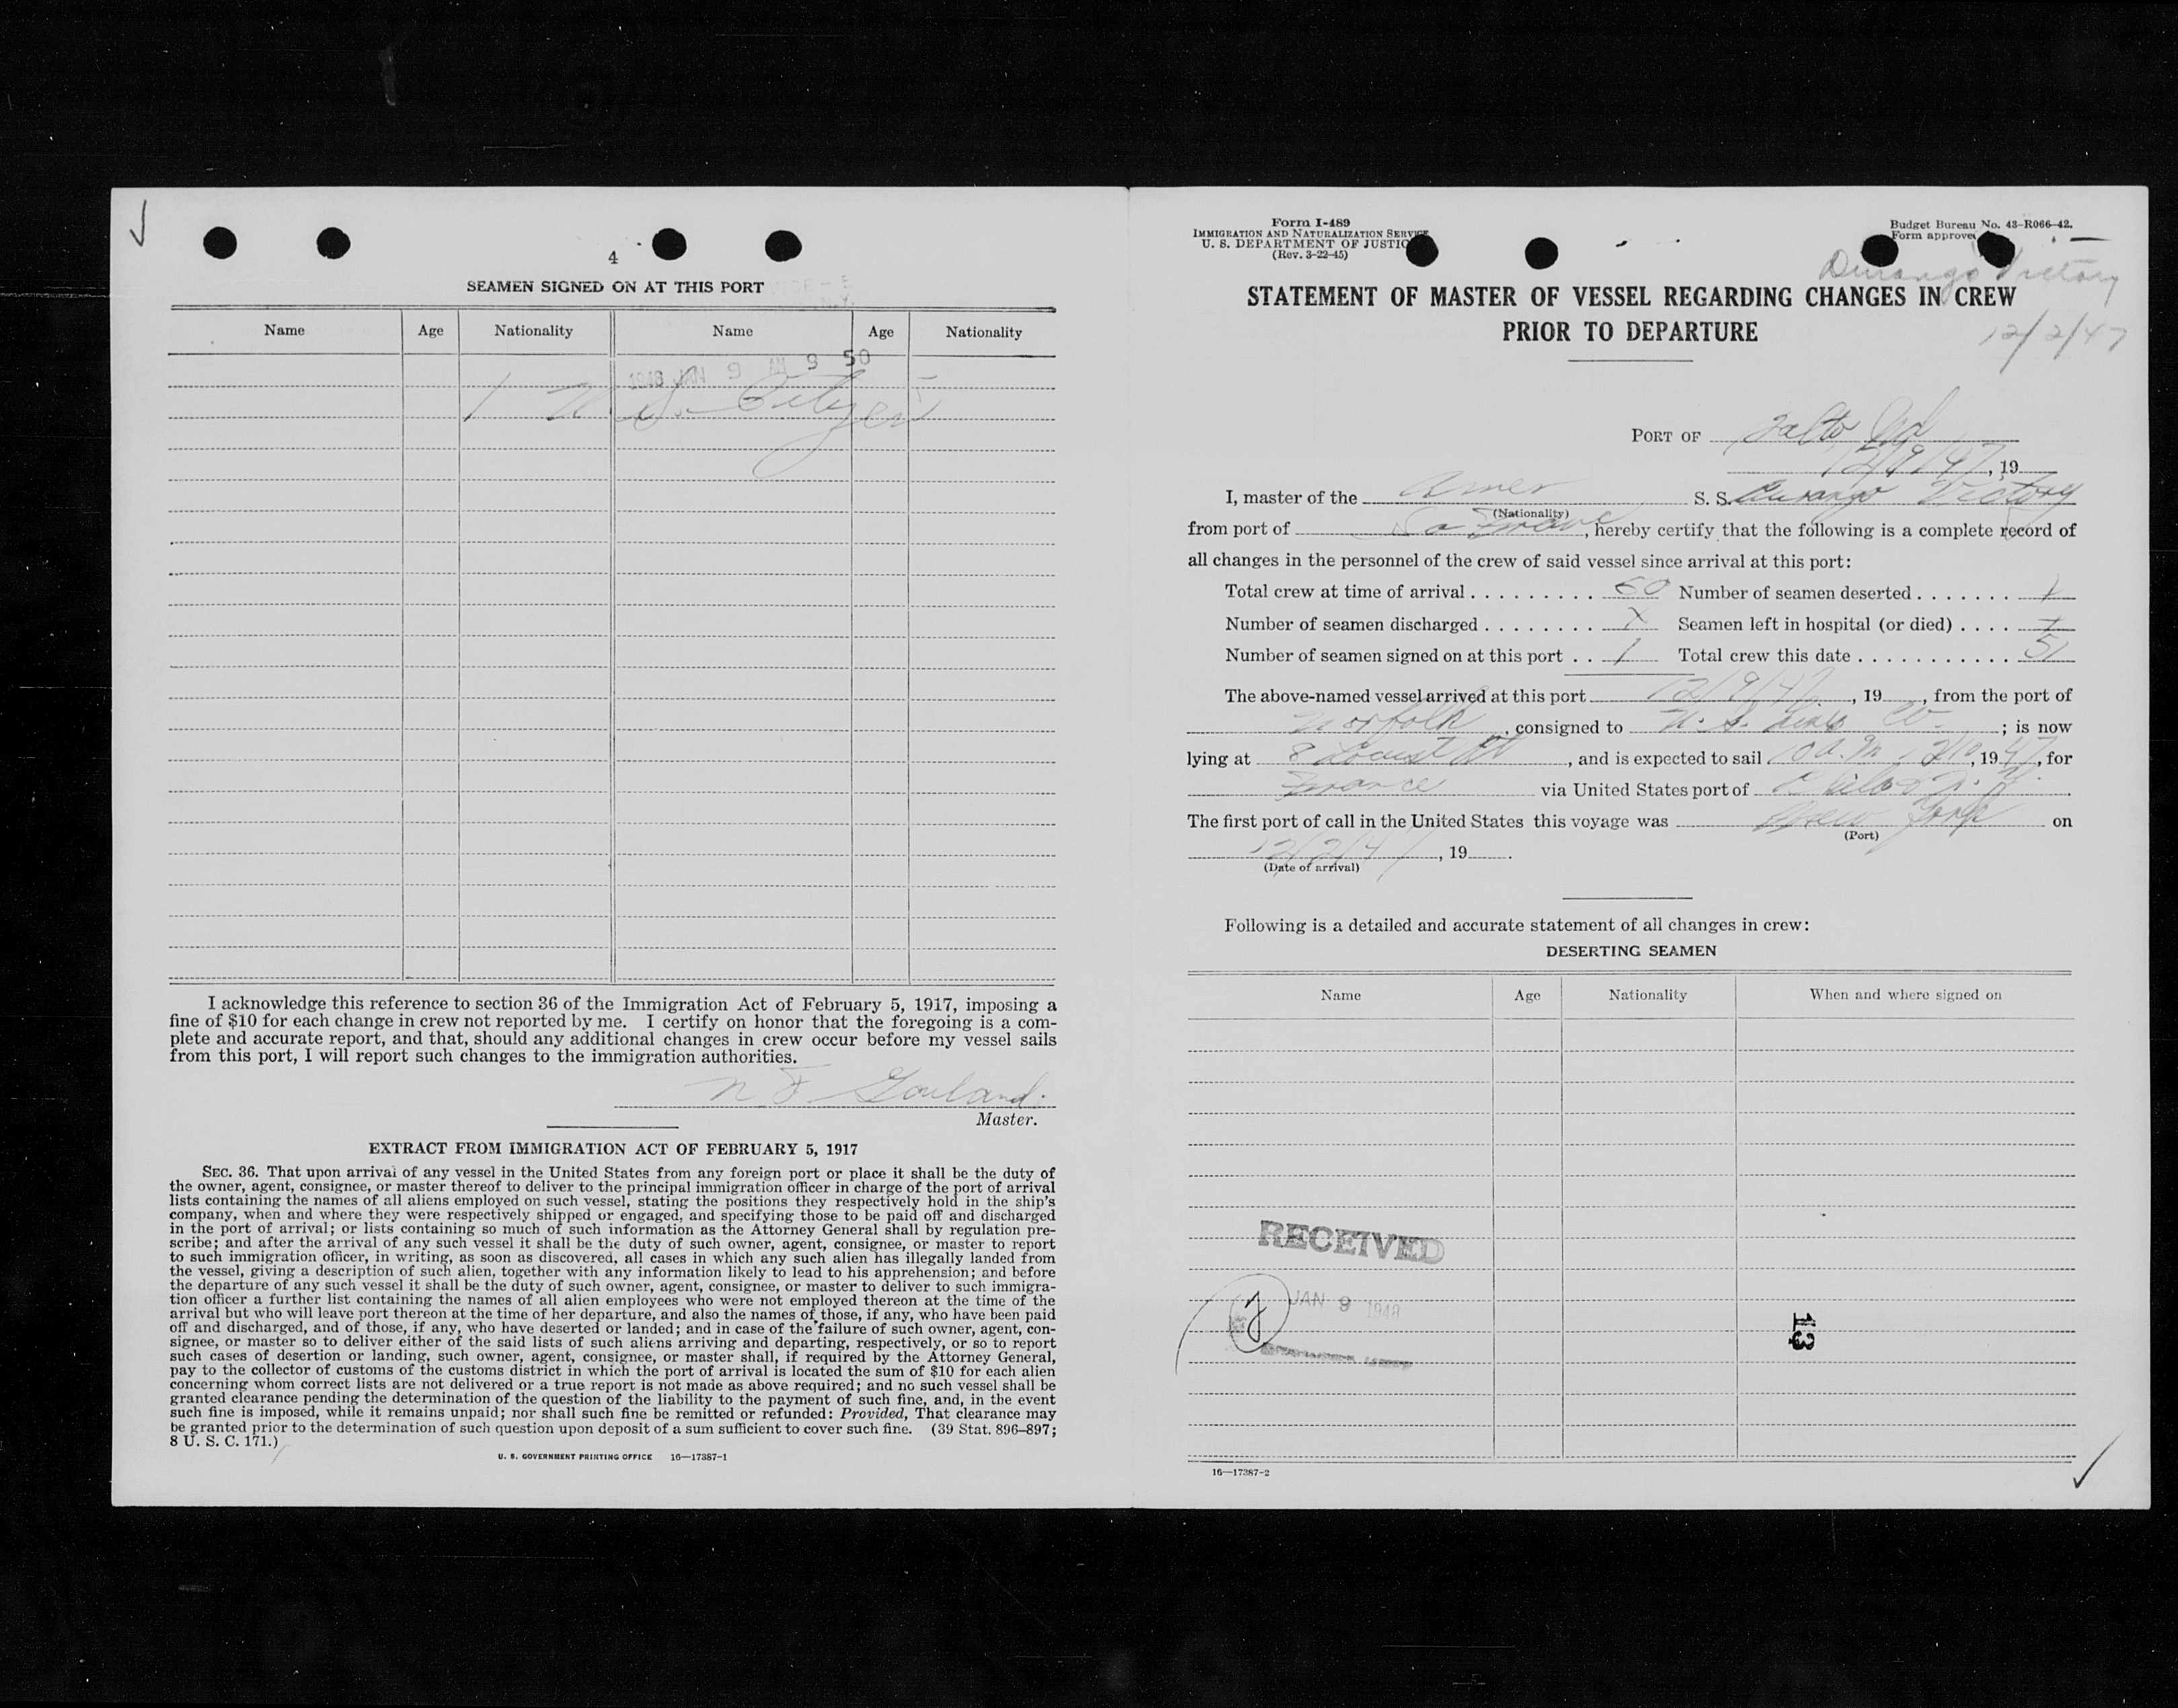 4
SEAMEN SIGNED ON AT THIS PORT
Name Age Nationality Name Age Nationality
1948 JAN 9 AM 9 50
1 U.S. Citizen
I acknowledge this reference to section 36 of the Immigration Act of February 5, 1917, imposing a
fine of $10 for each change in crew not reported by me. I certify on honor that the foregoing is a com-
plete and accurate report, and that, should any additional changes in crew occur before my vessel sails
from this port, I will report such changes to the immigration authorities.
N F
Master.
EXTRACT FROM IMMIGRATION ACT OF FEBRUARY 5, 1917
SEC. 36. That upon arrival of any vessel in the United States from any foreign port or place it shall be the duty of
the owner, agent, consignee, or master thereof to deliver to the principal immigration officer in charge of the port of arrival
lists containing the names of all aliens employed on such vessel, stating the positions they respectively hold in the ship's
company, when and where they were respectively shipped or engaged, and specifying those to be paid off and discharged
in the port of arrival; or lists containing so much of such information as the Attorney General shall by regulation pre-
scribe; and after the arrival of any such vessel it shall be the duty of such owner, agent, consignee, or master to report
to such immigration officer, in writing, as soon as discovered, all cases in which any such alien has illegally landed from
the vessel, giving a description of such alien, together with any information likely to lead to his apprehension; and before
the departure of any such vessel it shall be the duty of such owner, agent, consignee, or master to deliver to such immigra-
tion officer a further list containing the names of all alien employees who were not employed thereon at the time of the
arrival but who will leave port thereon at the time of her departure, and also the names of those, if any, who have been paid
off and discharged, and of those, if any, who have deserted or landed; and in case of the failure of such owner, agent, con-
signee, or master so to deliver either of the said lists of such aliens arriving and departing, respectively, or so to report
such cases of desertion or landing, such owner, agent, consignee, or master shall, if required by the Attorney General,
pay to the collector of customs of the customs district in which the port of arrival is located the sum of $10 for each alien
concerning whom correct lists are not delivered or a true report is not made as above required; and no such vessel shall be
granted clearance pending the determination of the question of the liability to the payment of such fine, and, in the event
such fine is imposed, while it remains unpaid; nor shall such fine be remitted or refunded: Provided, That clearance may
be granted prior to the determination of such question upon deposit of a sum sufficient to cover such fine. (39 Stat. 896–897;
8 U. S. C. 171.)
U. S. GOVERNMENT PRINTING OFFICE 16—17387-1
Form I-489
IMMIGRATION AND NATURALIZATION SERVICE
U. S. DEPARTMENT OF JUSTICE
(Rev. 3-22-45)
Budget Bureau No. 43-R066-42.
Form approved
Durango Victory
STATEMENT OF MASTER OF VESSEL REGARDING CHANGES IN CREW
PRIOR TO DEPARTURE
12/2/47
PORT OF Balto Md
12/9/47, 19
I, master of the Amer S. S. Durango Victory
(Nationality)
from port of La , hereby certify that the following is a complete record of
all changes in the personnel of the crew of said vessel since arrival at this port:
Total crew at time of arrival . . . . . . . . . Number of seamen deserted . . . . . . .
Number of seamen discharged . . . . . . . . Seamen left in hospital (or died) . . . .
Number of seamen signed on at this port . . 1 Total crew this date . . . . . . . . . . . . 51
The above-named vessel arrived at this port 12/9/47, 19 , from the port of
Norfolk, consigned to U. S. Lines Co ; is now
lying at 8 Locust Pt, and is expected to sail 10 A.M. , 1947, for
France via United States port of Phila & N. Y.
The first port of call in the United States this voyage was New York on
(Port)
12/2/47, 19 .
(Date of arrival)
Following is a detailed and accurate statement of all changes in crew:
DESERTING SEAMEN
Name Age Nationality When and where signed on
RECEIVED
JAN 9 1948
13
16—17387-2